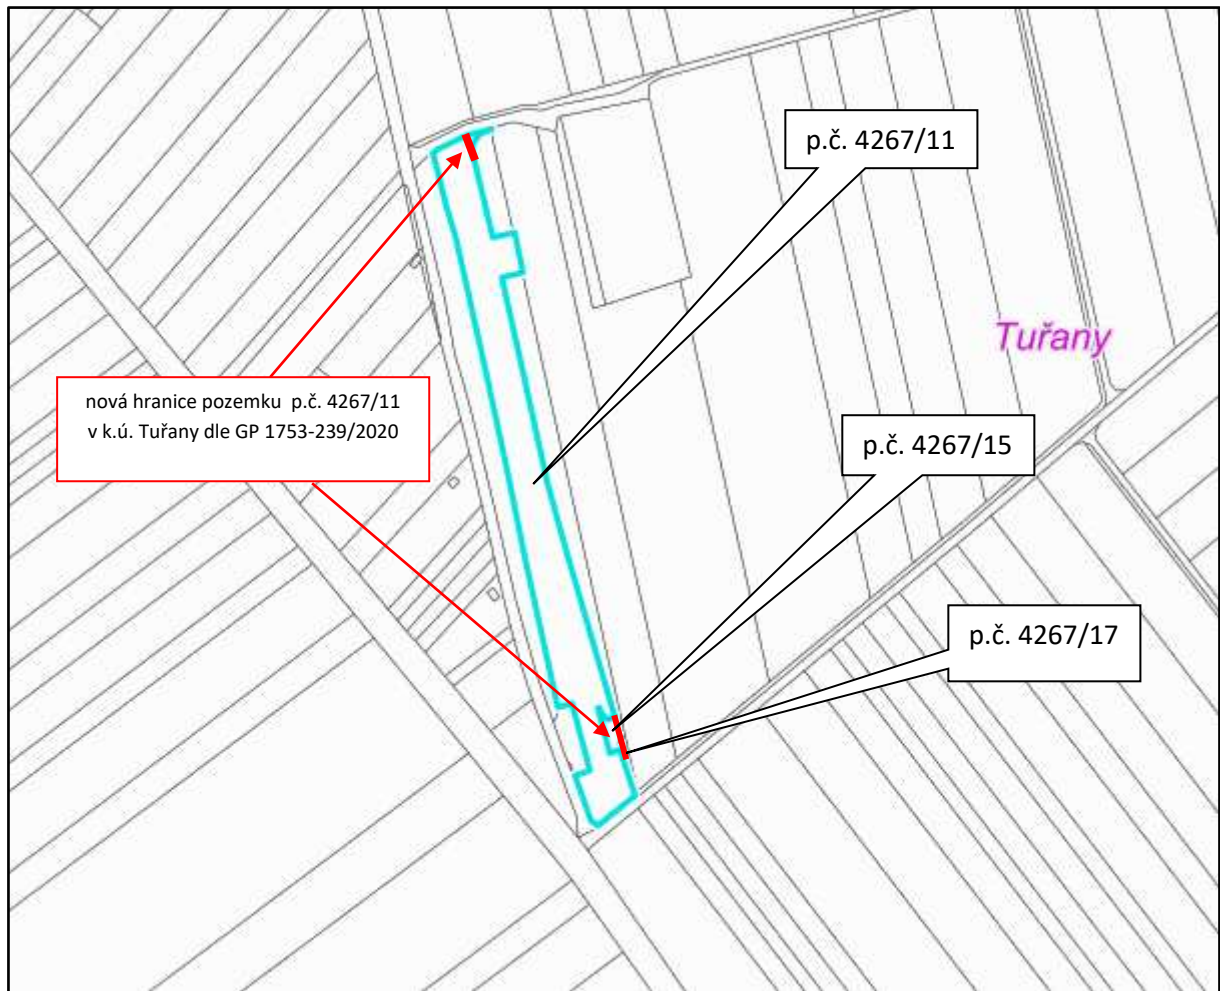 p.č. 4267/11
Tuřany
nová hranice pozemku p.č. 4267/11
v k.ú. Tuřany dle GP 1753-239/2020
p.č. 4267/15
p.č. 4267/17